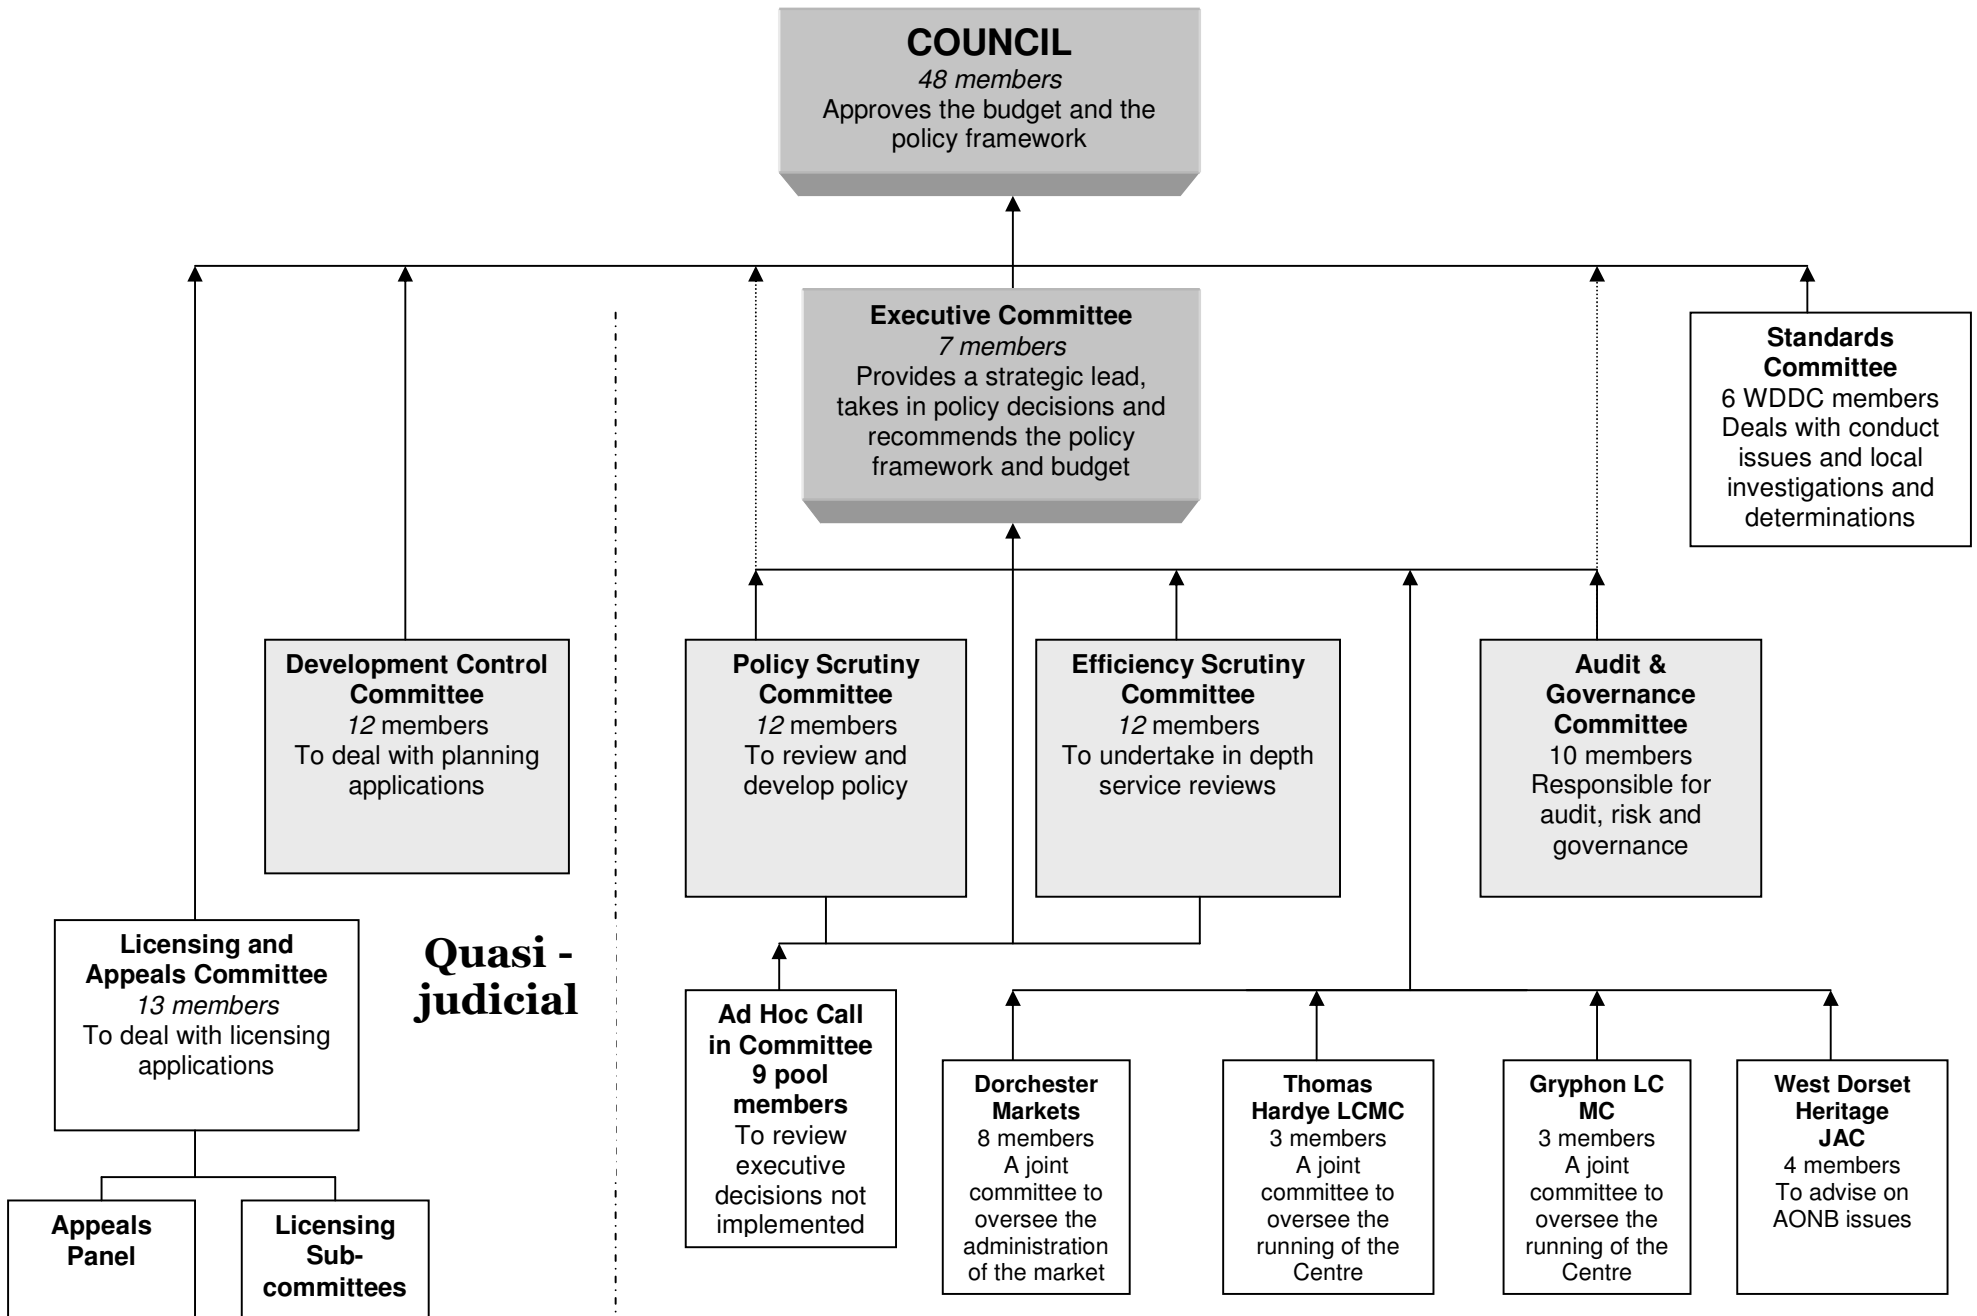 COUNCIL
48 members
Approves the budget and the
policy framework
Executive Committee
7 members
Provides a strategic lead,
takes in policy decisions and
recommends the policy
framework and budget
Standards
Committee
6 WDDC members
Deals with conduct
issues and local
investigations and
determinations
Development Control
Committee
12 members
To deal with planning
applications
Policy Scrutiny
Committee
12 members
To review and
develop policy
Efficiency Scrutiny
Committee
12 members
To undertake in depth
service reviews
Audit &
Governance
Committee
10 members
Responsible for
audit, risk and
governance
Licensing and
Appeals Committee
13 members
To deal with licensing
applications
Quasi -
judicial
Ad Hoc Call
in Committee
9 pool
members
To review
executive
decisions not
implemented
Dorchester
Markets
8 members
A joint
committee to
oversee the
administration
of the market
Thomas
Hardye LCMC
3 members
A joint
committee to
oversee the
running of the
Centre
Gryphon LC
MC
3 members
A joint
committee to
oversee the
running of the
Centre
West Dorset
Heritage
JAC
4 members
To advise on
AONB issues
Appeals
Panel
Licensing
Sub-
committees